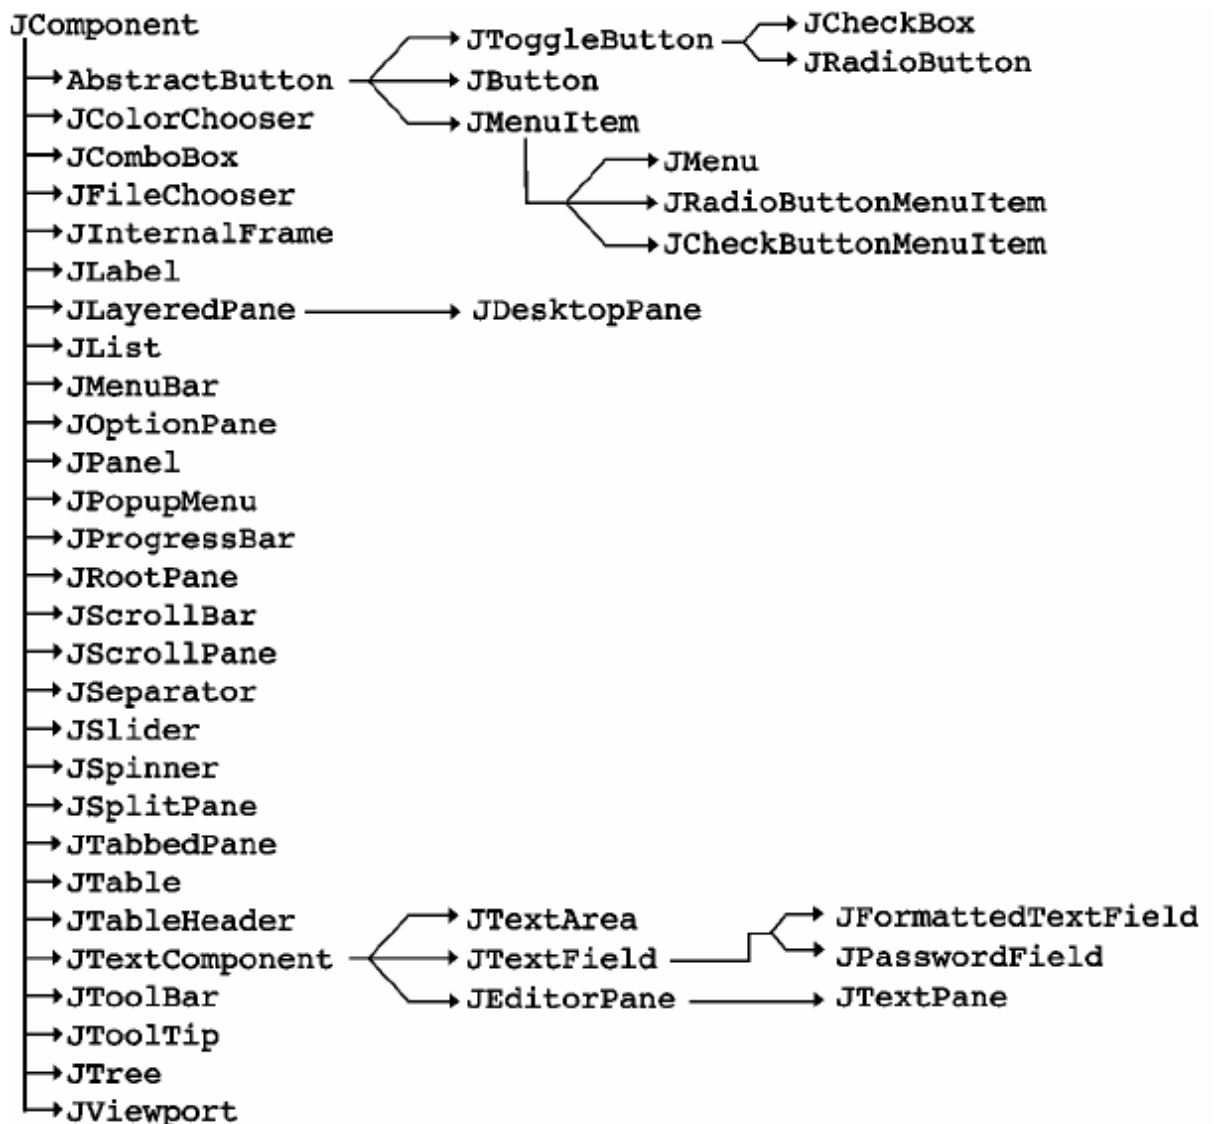 JComponent
JToggleButton
JCheckBox
JRadioButton
AbstractButton
JButton
JColorChooser
JMenuItem
JComboBox
JMenu
JFileChooser
JRadioButtonMenuItem
JInternalFrame
JCheckButtonMenuItem
JLabel
JLayeredPane
JDesktopPane
JList
JMenuBar
JOptionPane
JPanel
JPopupMenu
JProgressBar
JRootPane
JScrollBar
JScrollPane
JSeparator
JSlider
JSpinner
JSplitPane
JTabbedPane
JTable
JTableHeader
JTextArea
JFormattedTextField
JTextComponent
JTextField
JPasswordField
JToolBar
JEditorPane
JTextPane
JToolTip
JTree
JViewport